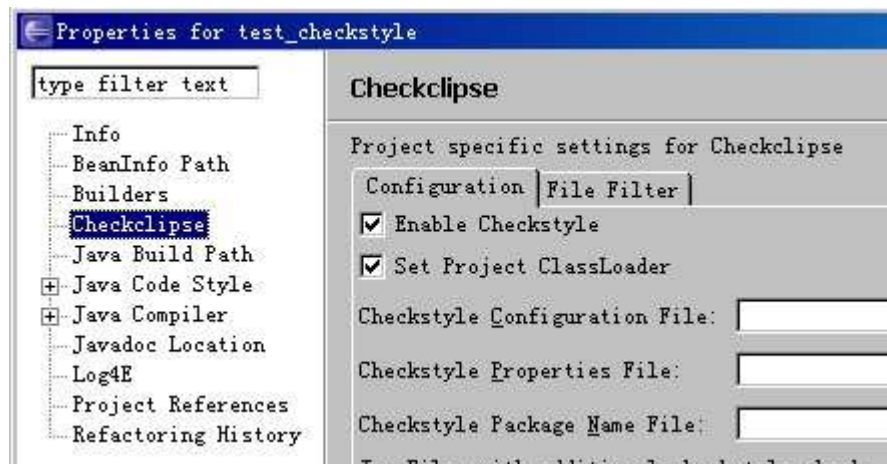 Properties for test_checkstyle
type filter text
Info
BeanInfo Path
Builders
Checkclipse
Java Build Path
Java Code Style
Java Compiler
Javadoc Location
Log4E
Project References
Refactoring History
Checkclipse
Project specific settings for Checkclipse
Configuration File Filter
Enable Checkstyle
Set Project ClassLoader
Checkstyle Configuration File:
Checkstyle Properties File:
Checkstyle Package Name File: